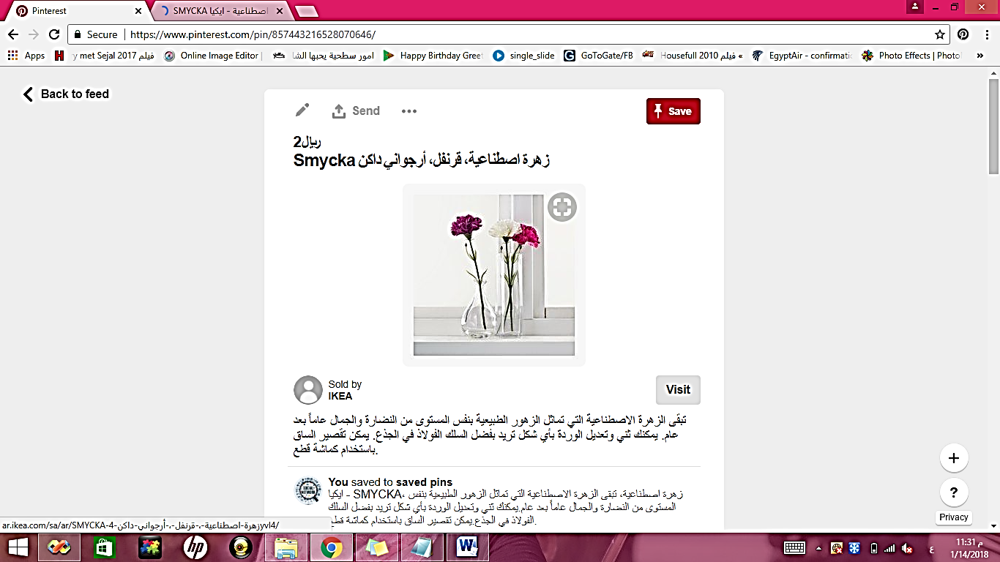 Pinterest
SMYCKA اصطناعية - ايكيا
Secure
https://www.pinterest.com/pin/857443216528070646/
Apps
y met Sejal 2017 فيلم
Online Image Editor |
امور سطحية يحبها الشا
Happy Birthday Greet
single_slide
GoToGate/FB
Housefull 2010 فيلم «
EgyptAir - confirmatic
Photo Effects | Photo
Back to feed
Send
Save
2ريال
Smycka زهرة اصطناعية، قرنفل، أرجواني داكن
Sold by
IKEA
Visit
تبقى الزهرة الاصطناعية التي تماثل الزهور الطبيعية بنفس المستوى من النضارة والجمال عاماً بعد
عام. يمكنك ثني وتعديل الوردة بأي شكل تريد بفضل السلك الفولاذ في الجذع. يمكن تقصير الساق
باستخدام كماشة قطع.
You saved to saved pins
زهرة اصطناعية، تبقى الزهرة الاصطناعية التي تماثل الزهور الطبيعية بنفس ،SMYCKA - ايكيا
المستوى من النضارة والجمال عاماً بعد عام.يمكنك ثني وتعديل الوردة بأي شكل تريد بفضل السلك
الفولاذ في الجذع.يمكن تقصير الساق باستخدام كماشة قطع.
?
Privacy
ar.ikea.com/sa/ar/SMYCKA-زهرة-اصطناعية-،-قرنفل-،-أرجواني-داكن-4yvl4/
hp
ع
11:31 م
1/14/2018